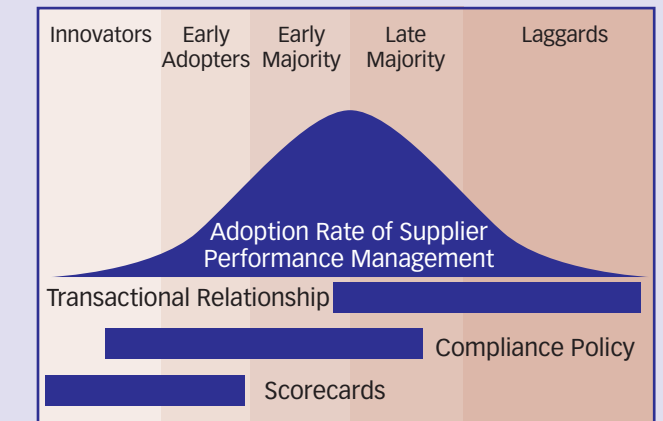 Innovators
Early
Adopters
Early
Majority
Late
Majority
Laggards
Adoption Rate of Supplier
Performance Management
Transactional Relationship
Compliance Policy
Scorecards